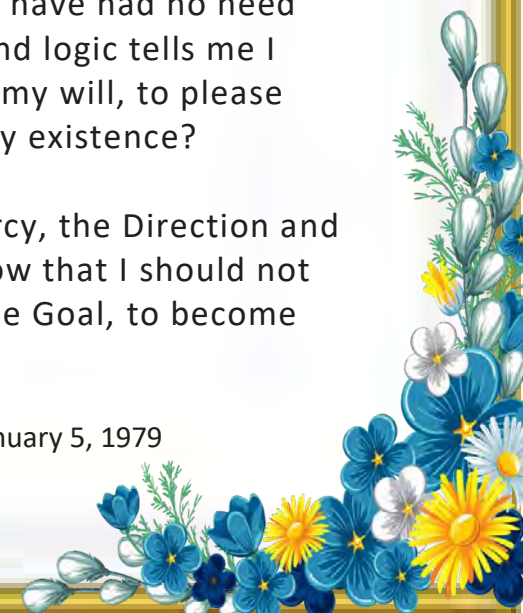 have had no need
nd logic tells me I
my will, to please
y existence?
rcy, the Direction and
ow that I should not
e Goal, to become
nuary 5, 1979